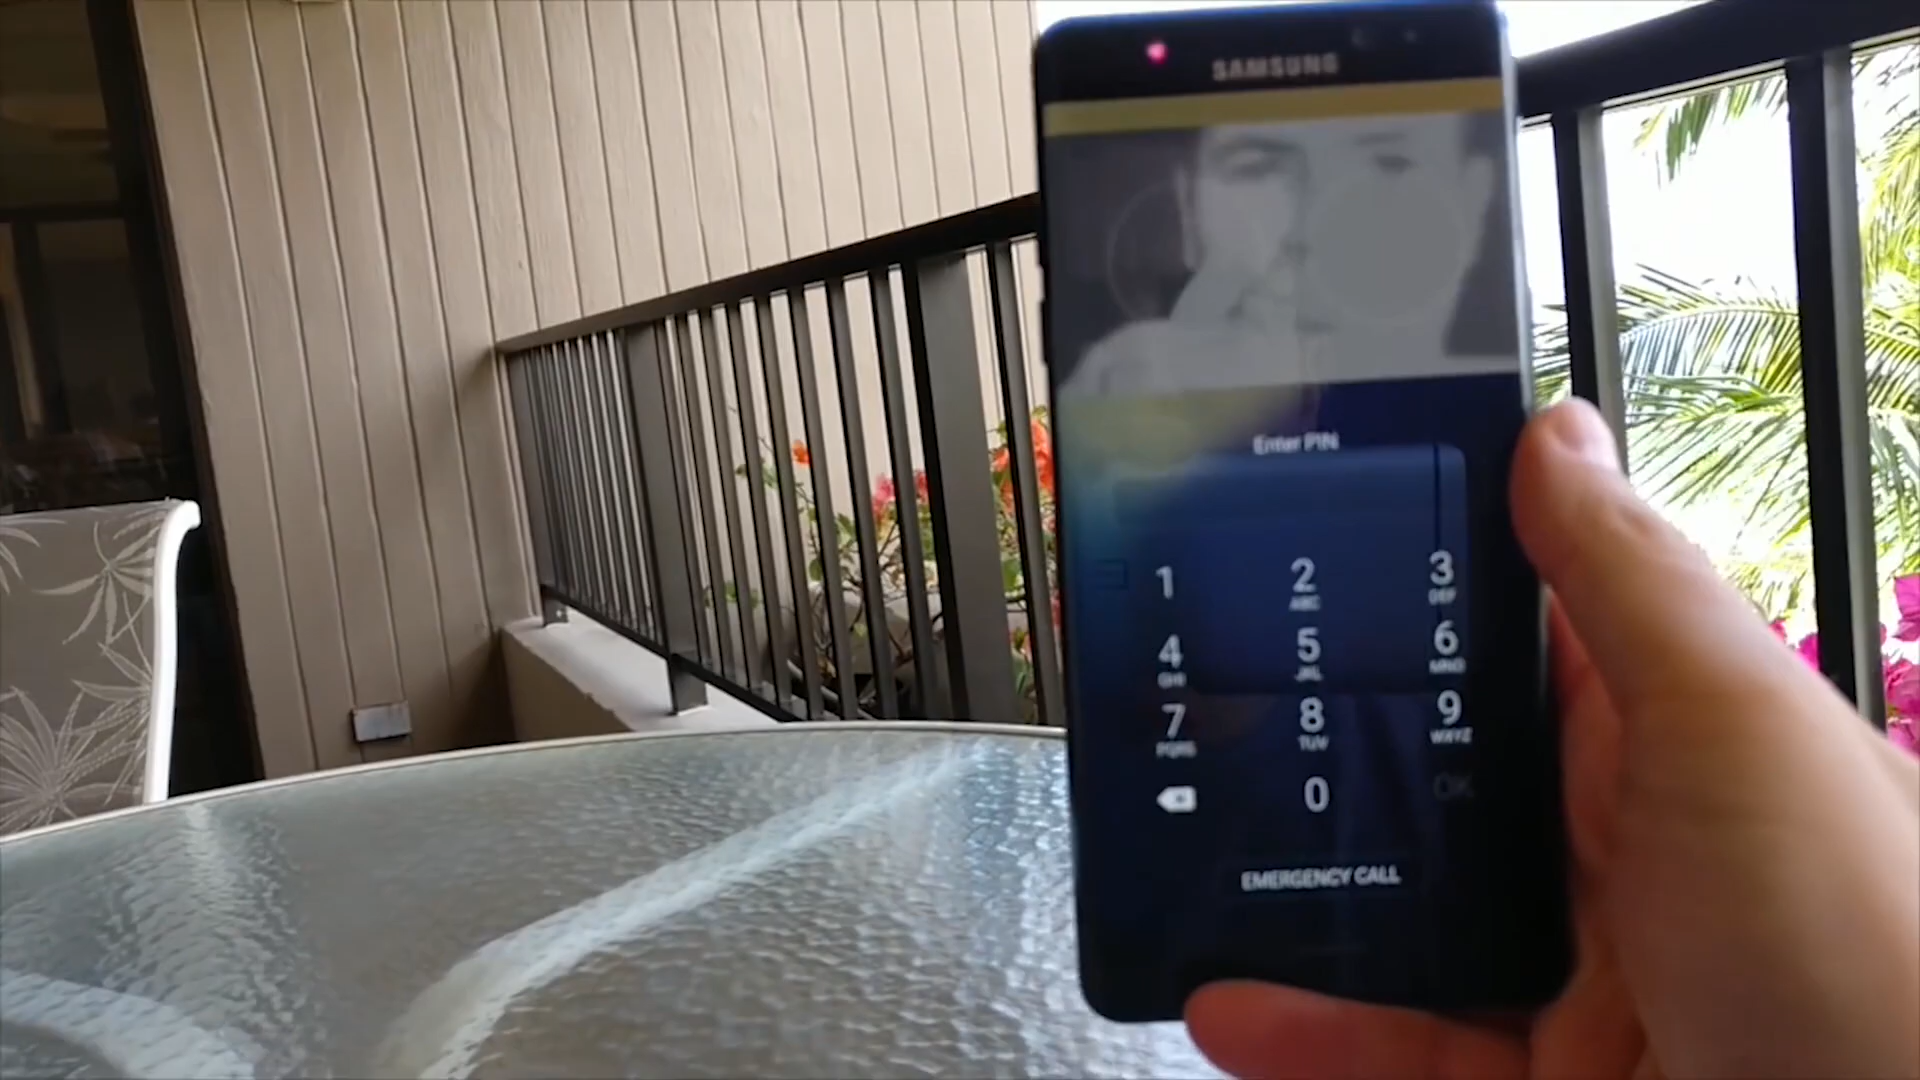 SAMSUNG
Enter PIN
1 2 3
ABC DEF
4 5 6
GHI JKL MNO
7 8 9
PQRS TUV WXYZ
0 OK
EMERGENCY CALL